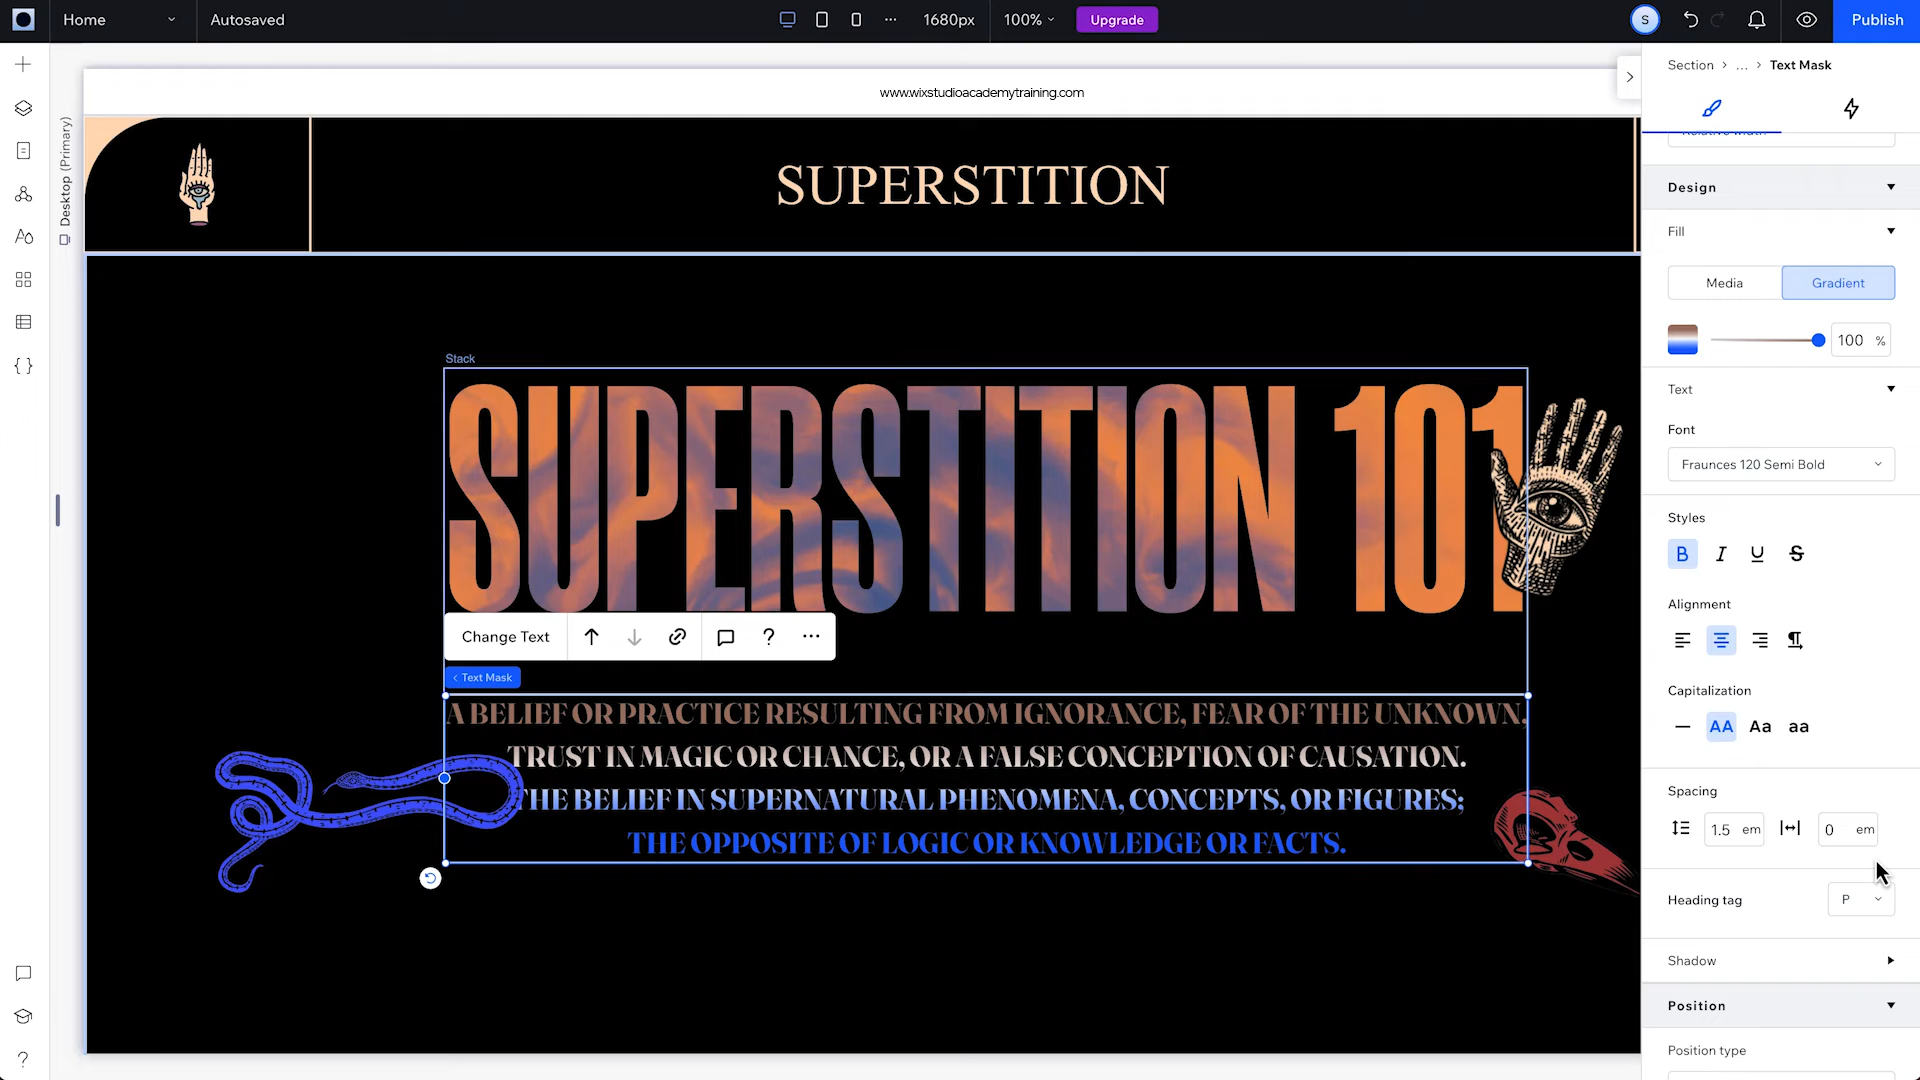 Home
Autosaved
1680px
100%
Upgrade
S
Publish
Section > ... > Text Mask
www.wixstudioacademytraining.com
Desktop (Primary)
SUPERSTITION
Design
Fill
Media
Gradient
100 %
Stack
SUPERSTITION 101
Text
Font
Fraunces 120 Semi Bold
Styles
B I U S
Alignment
Change Text
?
Text Mask
Capitalization
AA Aa aa
A BELIEF OR PRACTICE RESULTING FROM IGNORANCE, FEAR OF THE UNKNOWN,
TRUST IN MAGIC OR CHANCE, OR A FALSE CONCEPTION OF CAUSATION.
THE BELIEF IN SUPERNATURAL PHENOMENA, CONCEPTS, OR FIGURES;
THE OPPOSITE OF LOGIC OR KNOWLEDGE OR FACTS.
Spacing
1.5 em
0 em
Heading tag
P
Shadow
Position
Position type
?